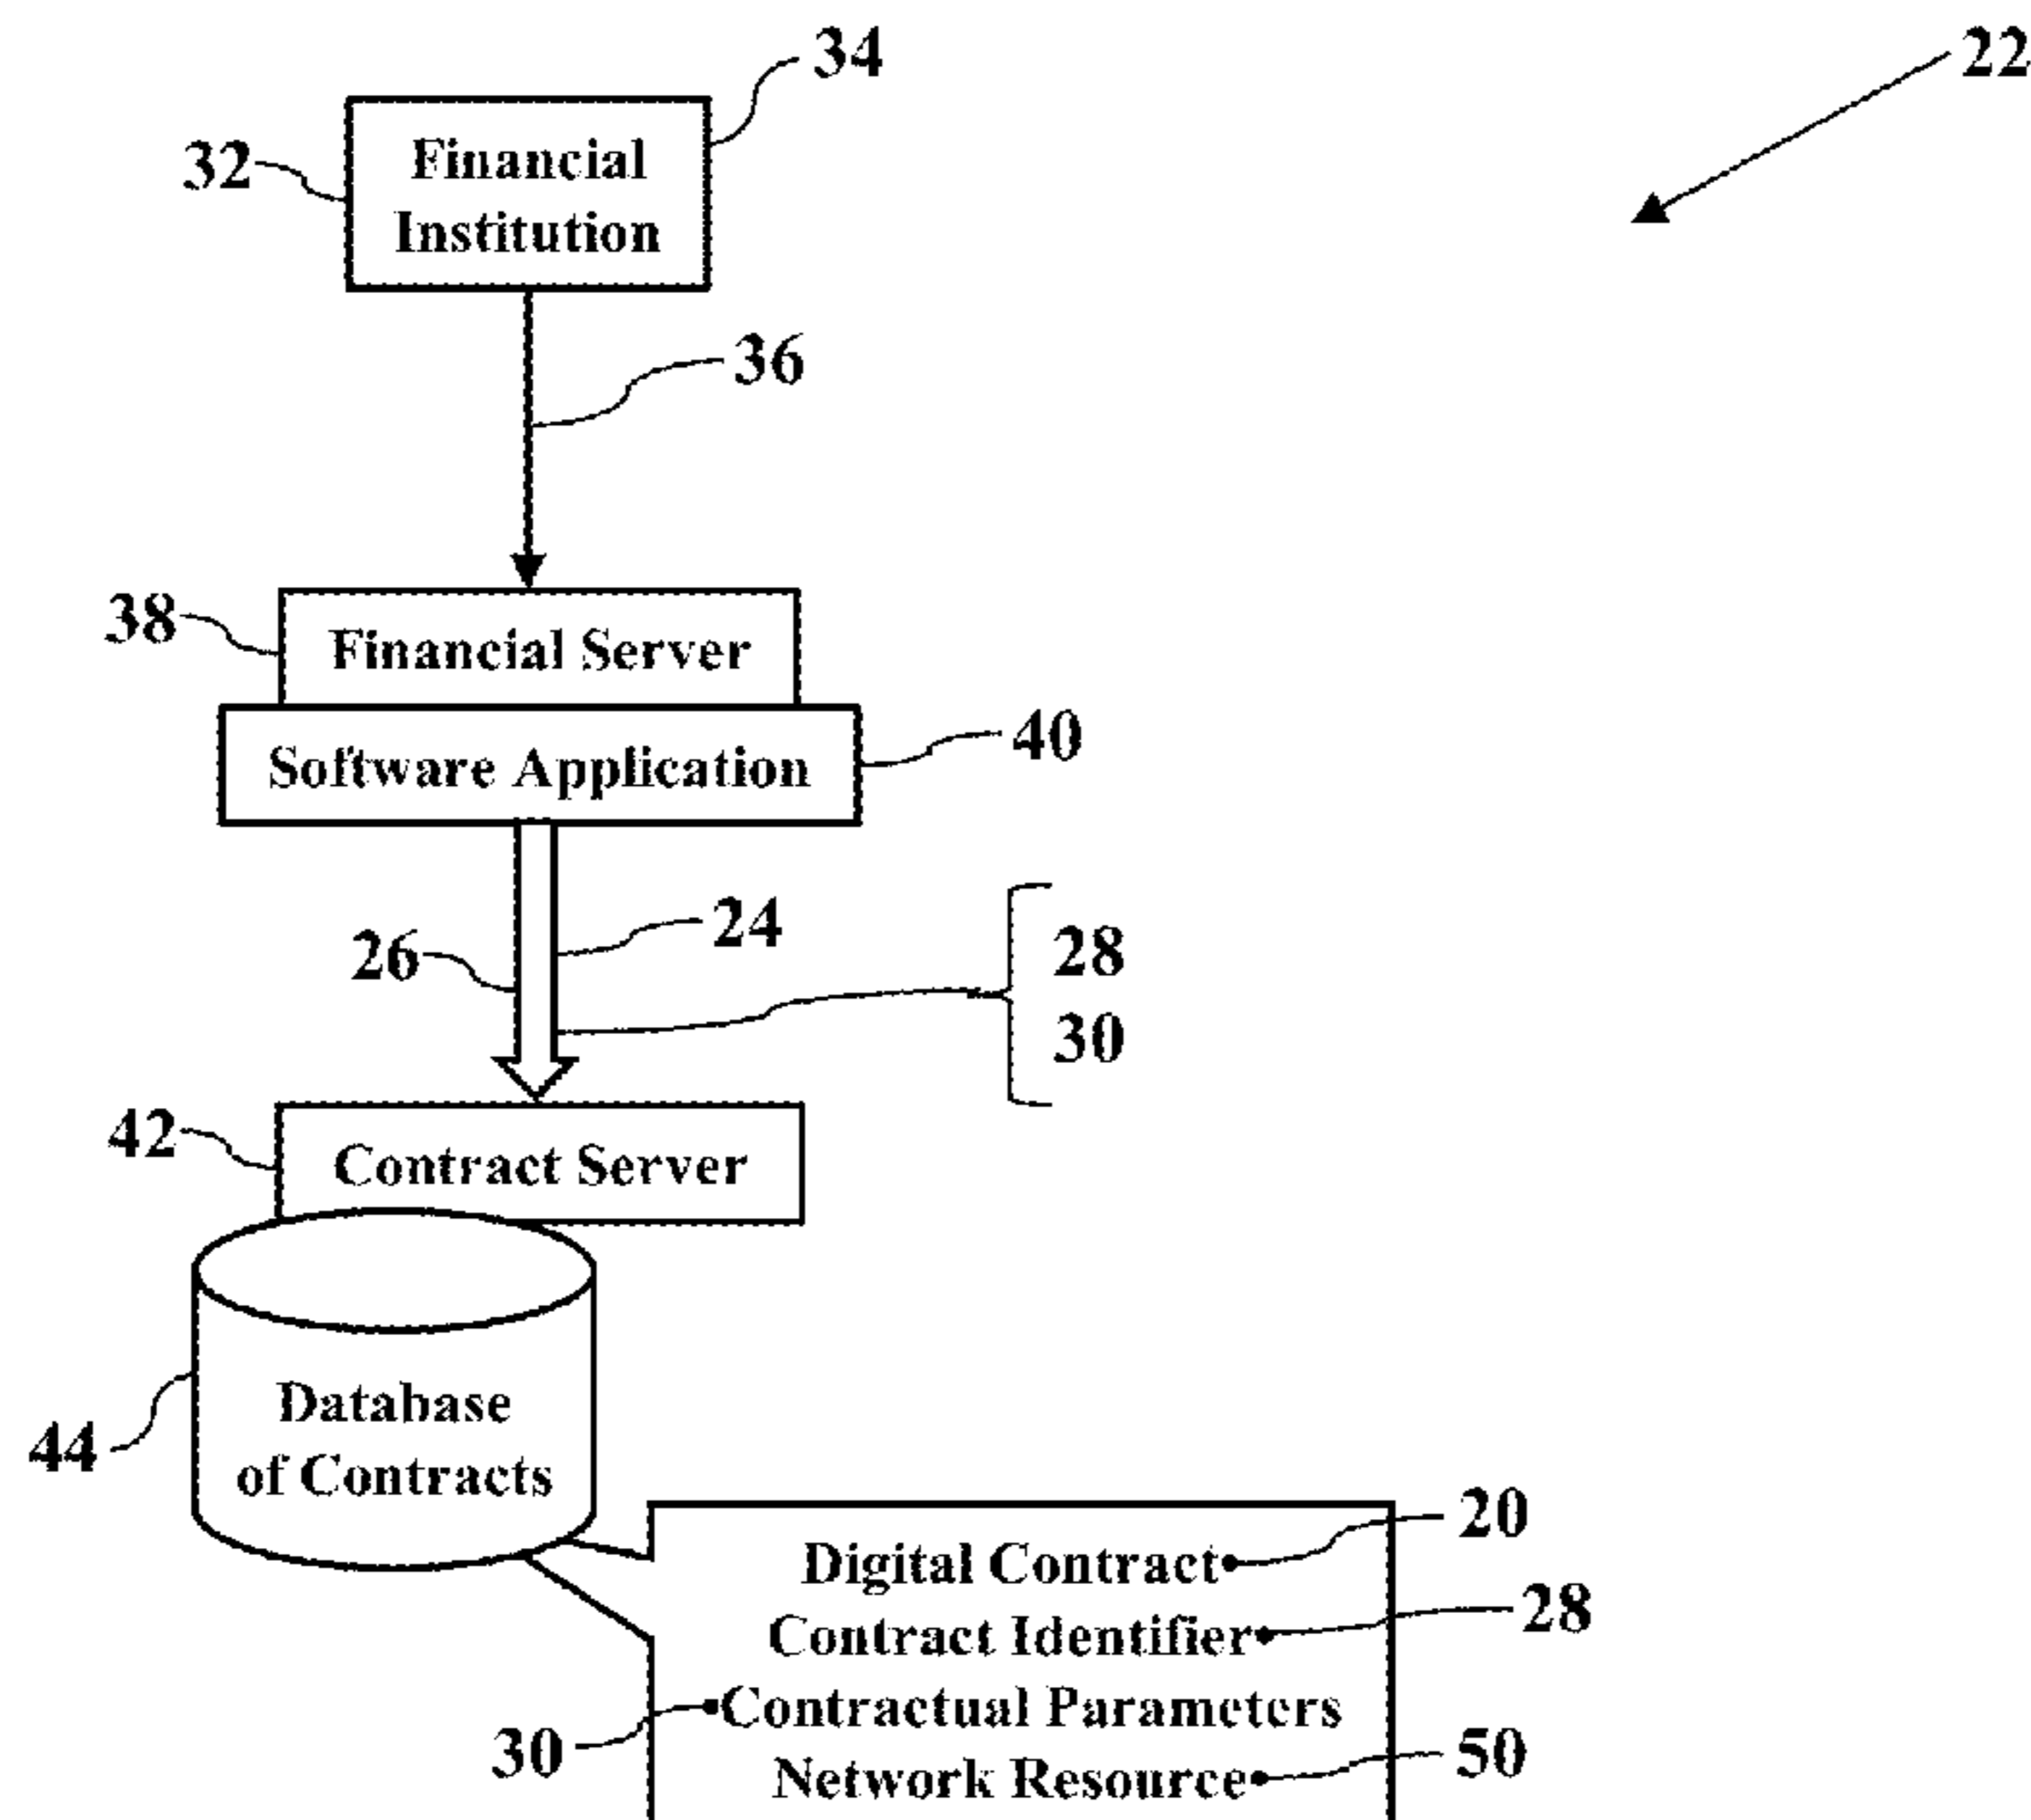 34
22
32
Financial
Institution
36
38
Financial Server
40
Software Application
24
26
28
30
42
Contract Server
44
Database
of Contracts
20
Digital Contract
28
Contract Identifier
Contractual Parameters
30
50
Network Resource